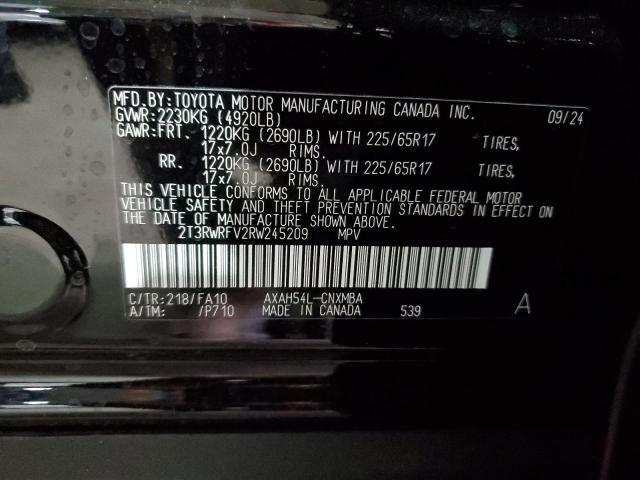 MFD.BY:TOYOTA MOTOR MANUFACTURING CANADA INC. 09/24
GVWR:2230KG (4920LB)
GAWR:FRT. 1220KG (2690LB) WITH 225/65R17 TIRES,
17x7.0J RIMS.
RR. 1220KG (2690LB) WITH 225/65R17 TIRES,
17x7.0J RIMS.
THIS VEHICLE CONFORMS TO ALL APPLICABLE FEDERAL MOTOR
VEHICLE SAFETY AND THEFT PREVENTION STANDARDS IN EFFECT ON
THE DATE OF MANUFACTURE SHOWN ABOVE.
2T3RWRFV2RW245209 MPV
C/TR:218/FA10 AXAH54L-CNXMBA A
A/TM: /P710 MADE IN CANADA 539